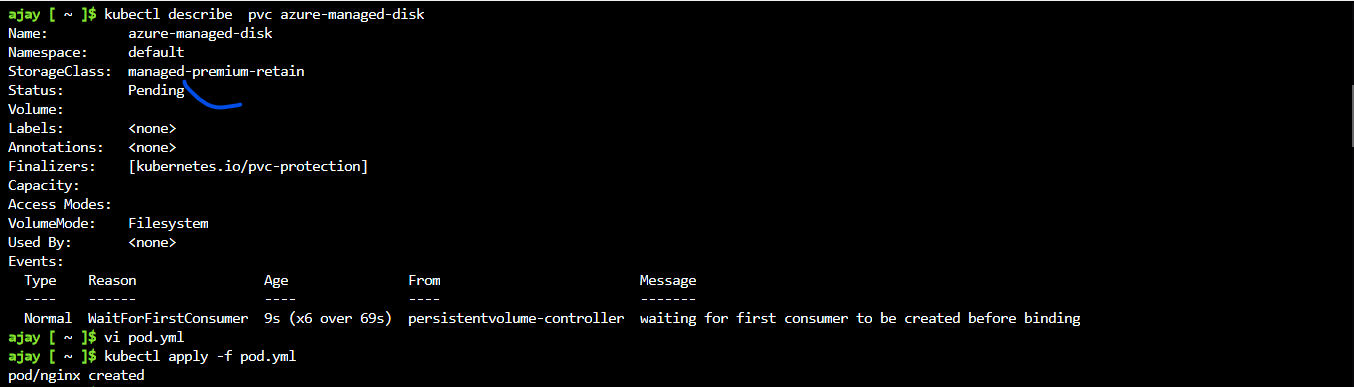 ajay [ ~ ]$ kubectl describe  pvc azure-managed-disk
Name:          azure-managed-disk
Namespace:     default
StorageClass:  managed-premium-retain
Status:        Pending
Volume:
Labels:        <none>
Annotations:   <none>
Finalizers:    [kubernetes.io/pvc-protection]
Capacity:
Access Modes:
VolumeMode:    Filesystem
Used By:       <none>
Events:
  Type    Reason                Age                From                         Message
  ----    ------                ----               ----                         -------
  Normal  WaitForFirstConsumer  9s (x6 over 69s)  persistentvolume-controller  waiting for first consumer to be created before binding
ajay [ ~ ]$ vi pod.yml
ajay [ ~ ]$ kubectl apply -f pod.yml
pod/nginx created